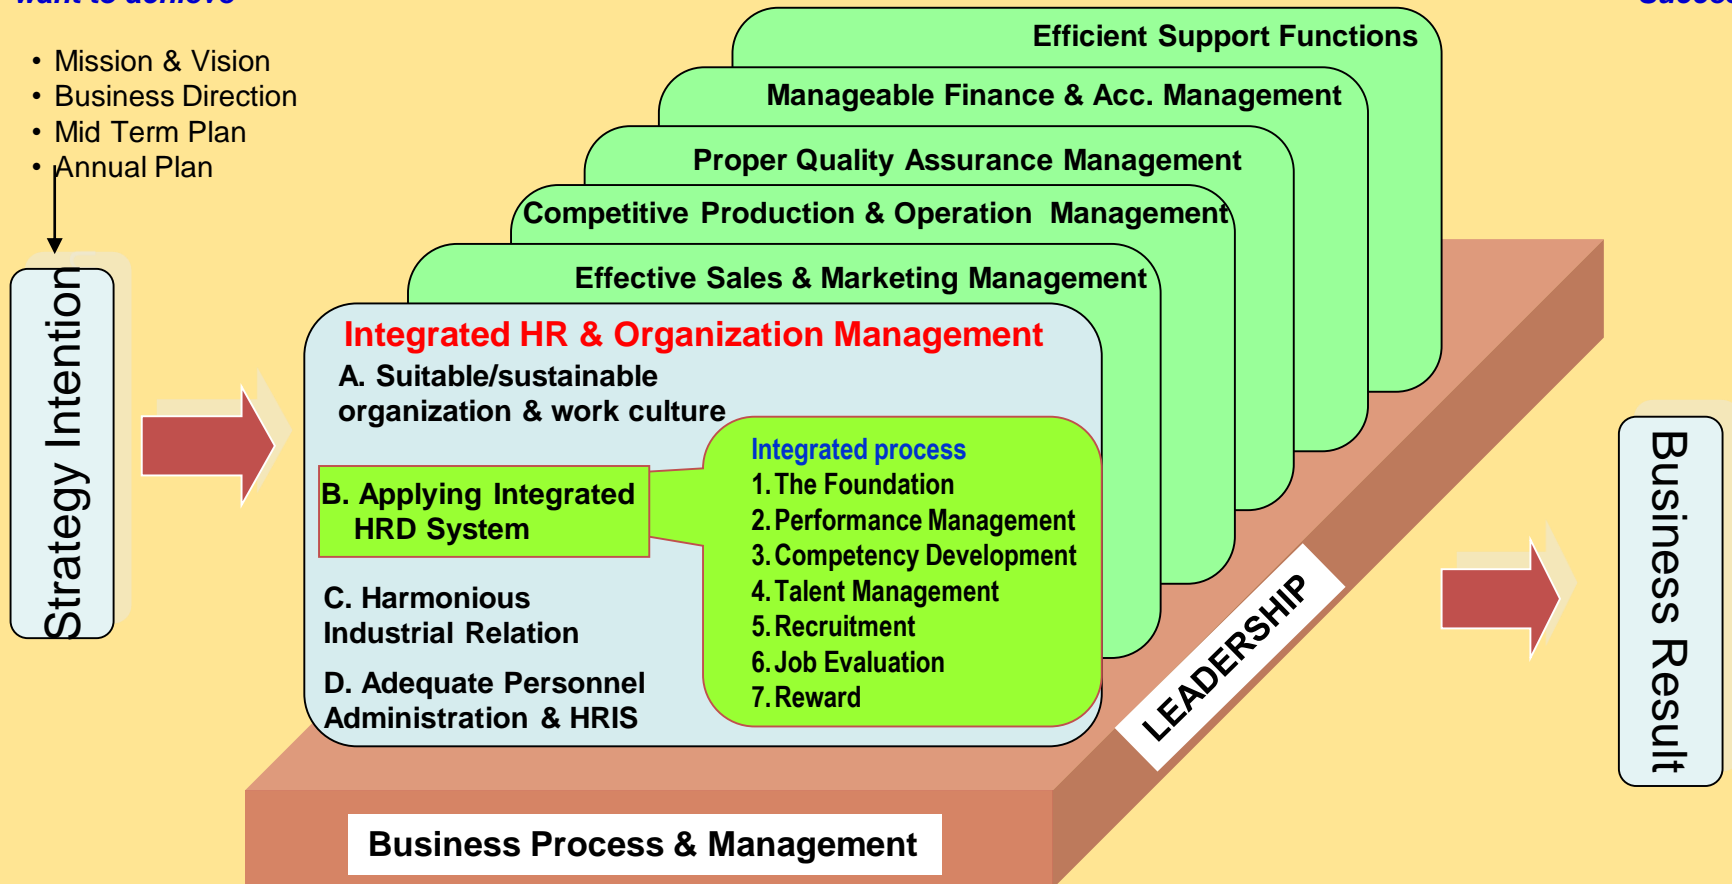 want to achieve
• Mission & Vision
• Business Direction
• Mid Term Plan
• Annual Plan
Strategy Intention
Efficient Support Functions
Manageable Finance & Acc. Management
Proper Quality Assurance Management
Competitive Production & Operation Management
Effective Sales & Marketing Management
Integrated HR & Organization Management
A. Suitable/sustainable
organization & work culture
B. Applying Integrated
HRD System
C. Harmonious
Industrial Relation
D. Adequate Personnel
Administration & HRIS
Integrated process
1. The Foundation
2. Performance Management
3. Competency Development
4. Talent Management
5. Recruitment
6. Job Evaluation
7. Reward
LEADERSHIP
Business Process & Management
Business Result